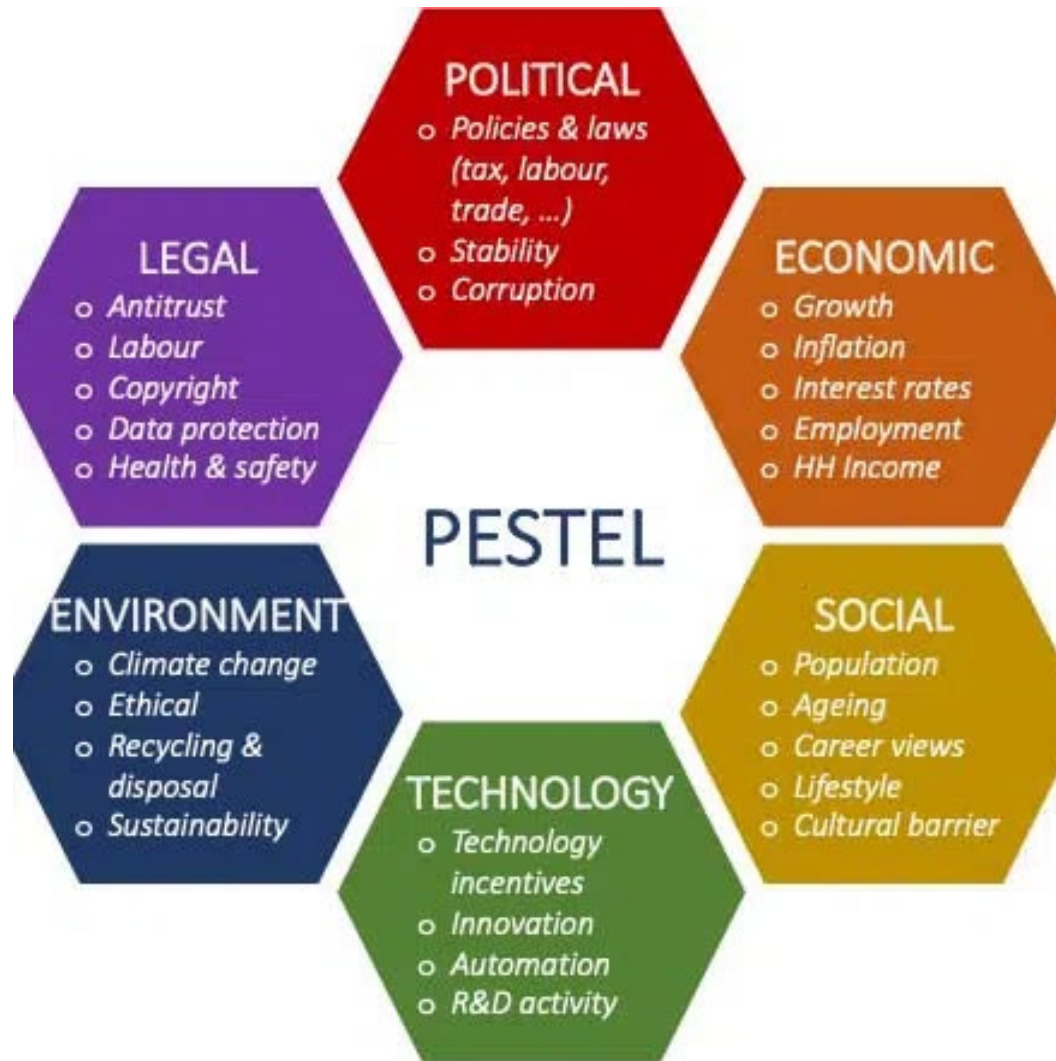 POLITICAL
o Policies & laws
(tax, labour,
trade, ...)
o Stability
o Corruption
ECONOMIC
o Growth
o Inflation
o Interest rates
o Employment
o HH Income
SOCIAL
o Population
o Ageing
o Career views
o Lifestyle
o Cultural barrier
TECHNOLOGY
o Technology
incentives
o Innovation
o Automation
o R&D activity
ENVIRONMENT
o Climate change
o Ethical
o Recycling &
disposal
o Sustainability
LEGAL
o Antitrust
o Labour
o Copyright
o Data protection
o Health & safety
PESTEL